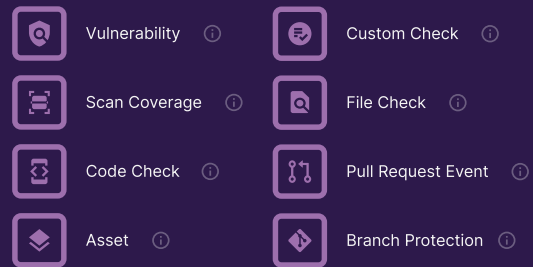 Vulnerability
Custom Check
Scan Coverage
File Check
Code Check
Pull Request Event
Asset
Branch Protection